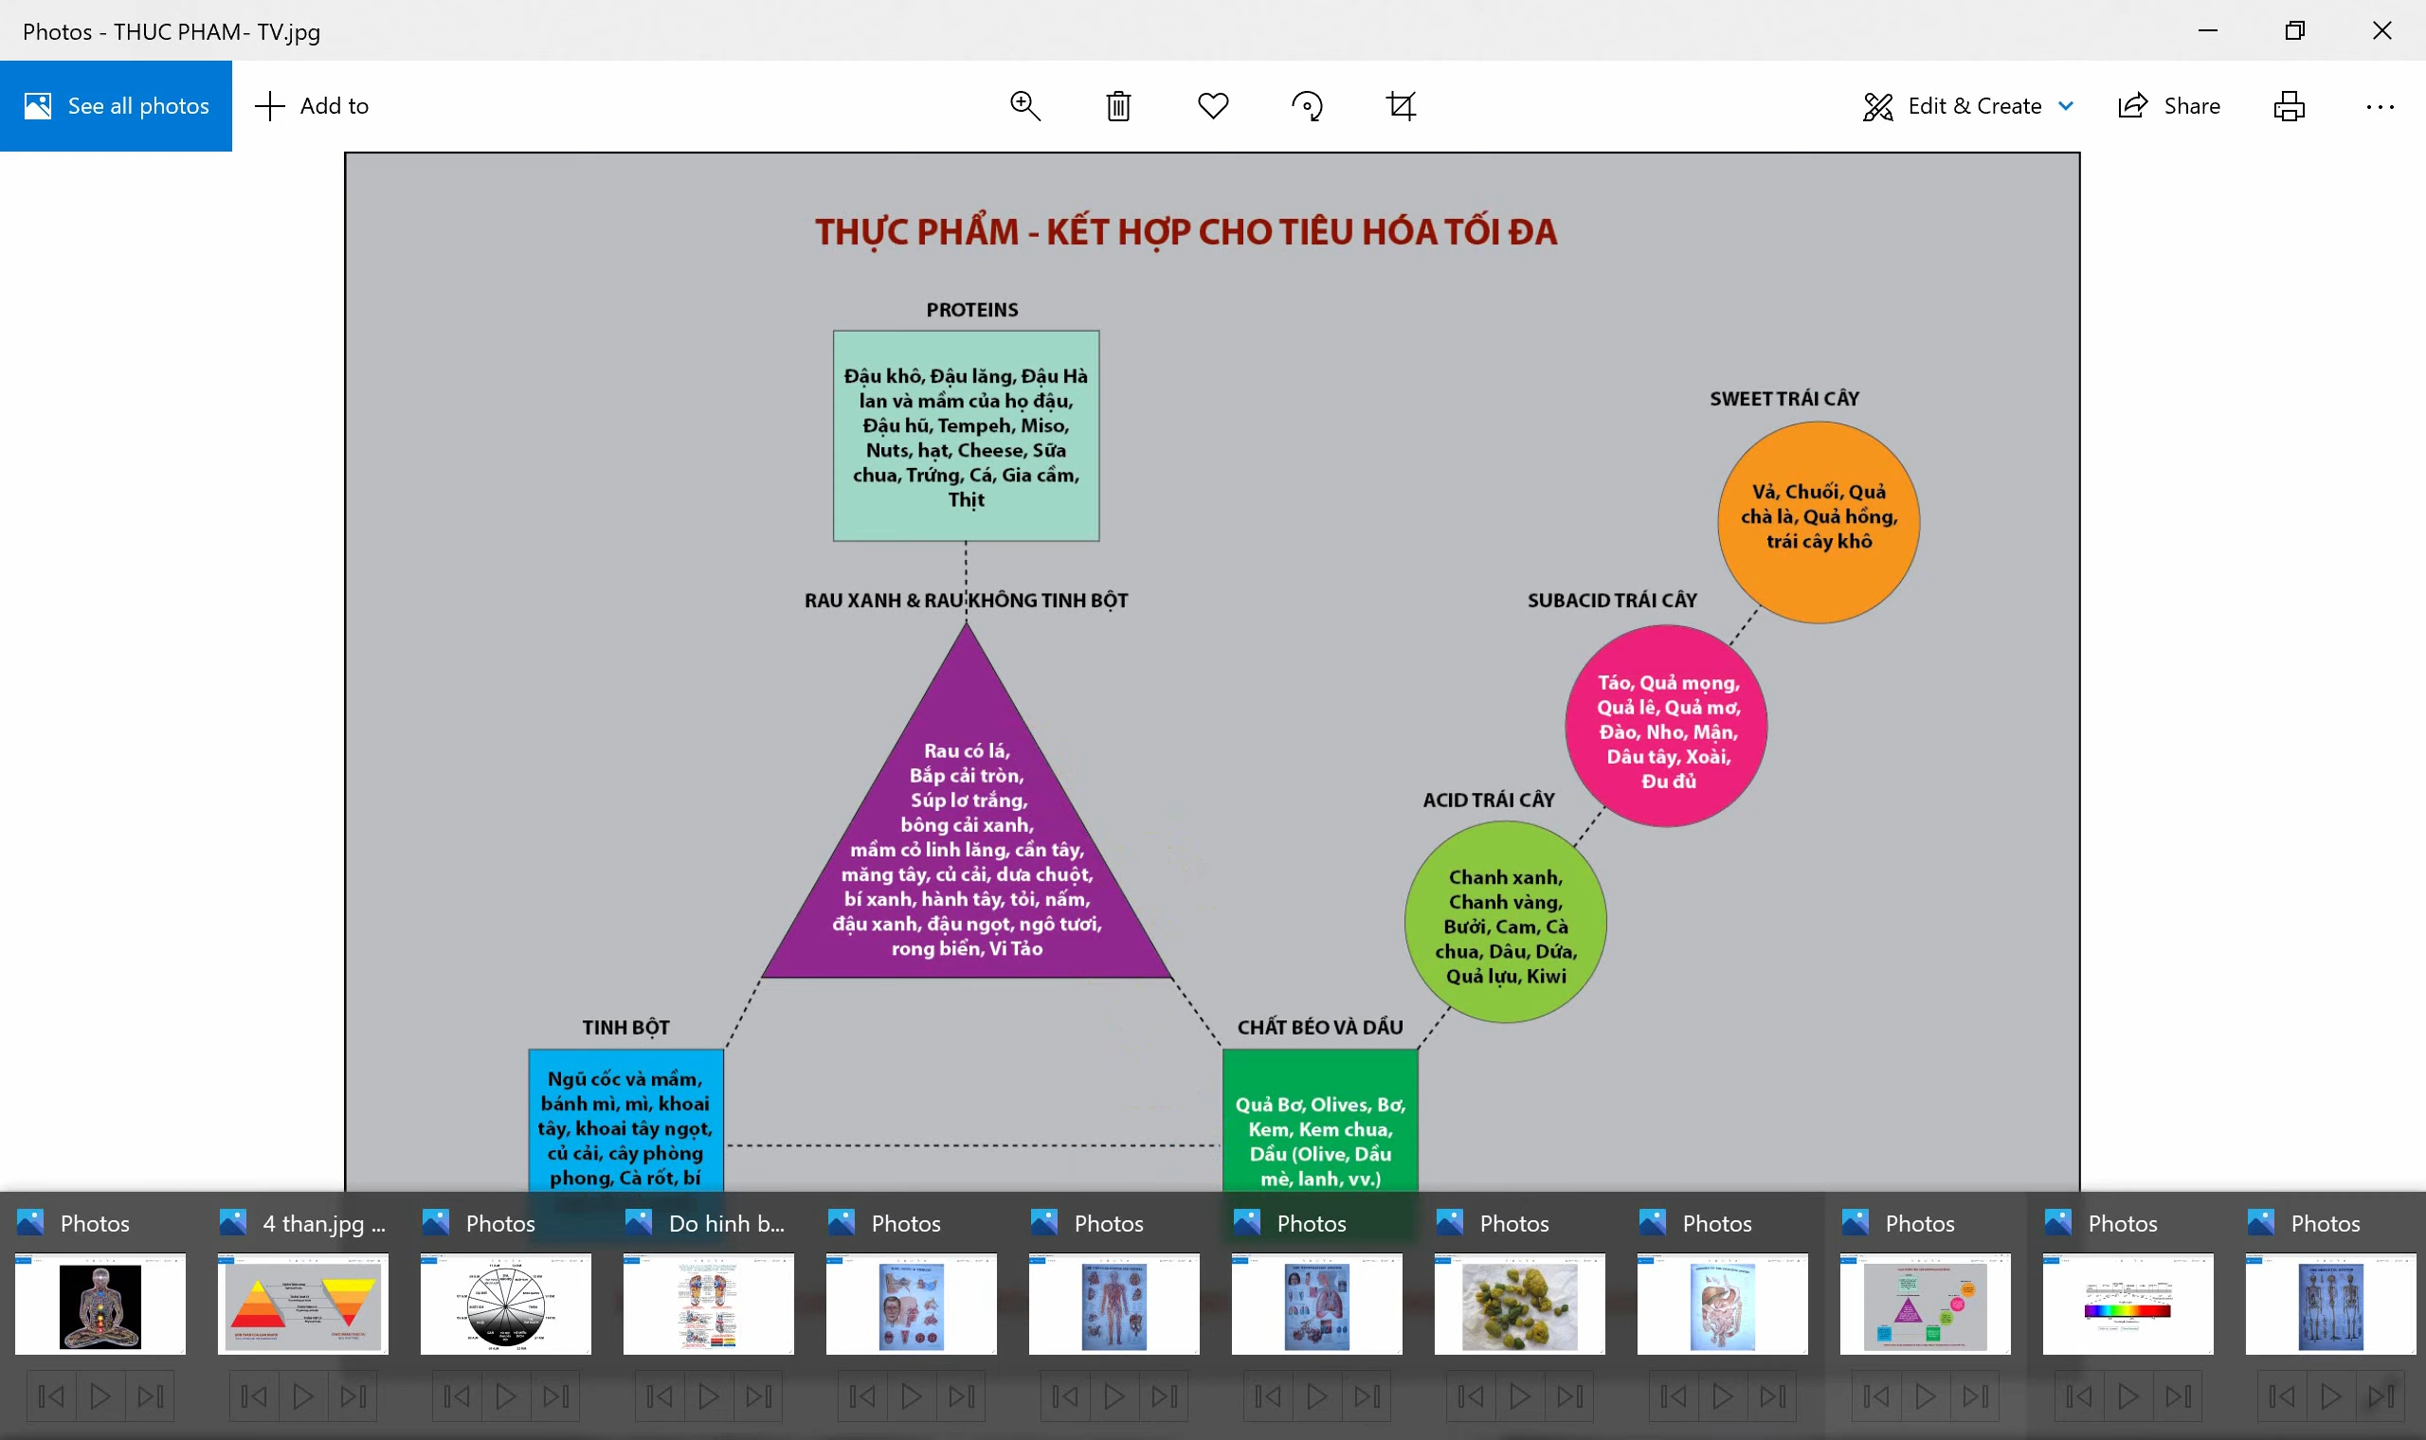 Photos - THUC PHAM- TV.jpg
See all photos
Add to
Edit & Create
Share
THỰC PHẨM - KẾT HỢP CHO TIÊU HÓA TỐI ĐA
PROTEINS
Đậu khô, Đậu lăng, Đậu Hà
lan và mầm của họ đậu,
Đậu hũ, Tempeh, Miso,
Nuts, hạt, Cheese, Sữa
chua, Trứng, Cá, Gia cầm,
Thịt
SWEET TRÁI CÂY
Vả, Chuối, Quả
chà là, Quả hồng,
trái cây khô
RAU XANH & RAU KHÔNG TINH BỘT
Rau có lá,
Bắp cải tròn,
Súp lơ trắng,
bông cải xanh,
mầm cỏ linh lăng, cần tây,
măng tây, củ cải, dưa chuột,
bí xanh, hành tây, tỏi, nấm,
đậu xanh, đậu ngọt, ngô tươi,
rong biển, Vi Tảo
SUBACID TRÁI CÂY
Táo, Quả mọng,
Quả lê, Quả mơ,
Đào, Nho, Mận,
Dâu tây, Xoài,
Đu đủ
ACID TRÁI CÂY
Chanh xanh,
Chanh vàng,
Bưởi, Cam, Cà
chua, Dâu, Dứa,
Quả lựu, Kiwi
TINH BỘT
Ngũ cốc và mầm,
bánh mì, mì, khoai
tây, khoai tây ngọt,
củ cải, cây phòng
phong, Cà rốt, bí
CHẤT BÉO VÀ DẦU
Quả Bơ, Olives, Bơ,
Kem, Kem chua,
Dầu (Olive, Dầu
mè, lanh, vv.)
Photos
4 than.jpg ...
Photos
Do hinh b...
Photos
Photos
Photos
Photos
Photos
Photos
Photos
Photos